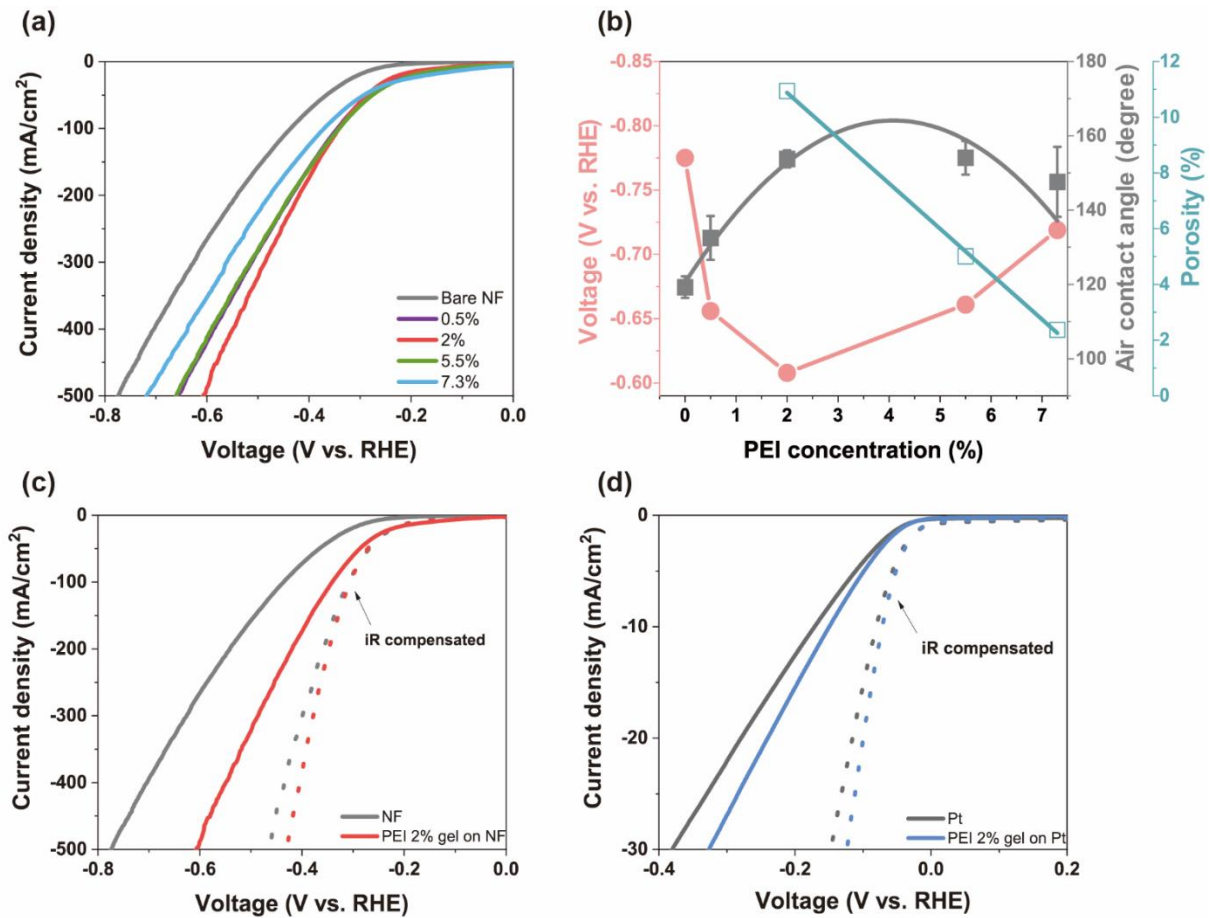 (a)
Current density (mA/cm²)
0
-100
-200
-300
-400
-500
Bare NF
0.5%
2%
5.5%
7.3%
-0.8
-0.6
-0.4
-0.2
0.0
Voltage (V vs. RHE)
(b)
Voltage (V vs. RHE)
-0.85
-0.80
-0.75
-0.70
-0.65
-0.60
180
160
140
120
100
Air contact angle (degree)
12
10
8
6
4
2
0
Porosity (%)
0
1
2
3
4
5
6
7
PEI concentration (%)
(c)
Current density (mA/cm²)
0
-100
-200
-300
-400
-500
iR compensated
NF
PEI 2% gel on NF
-0.8
-0.6
-0.4
-0.2
0.0
Voltage (V vs. RHE)
(d)
Current density (mA/cm²)
0
-10
-20
-30
iR compensated
Pt
PEI 2% gel on Pt
-0.4
-0.2
0.0
0.2
Voltage (V vs. RHE)